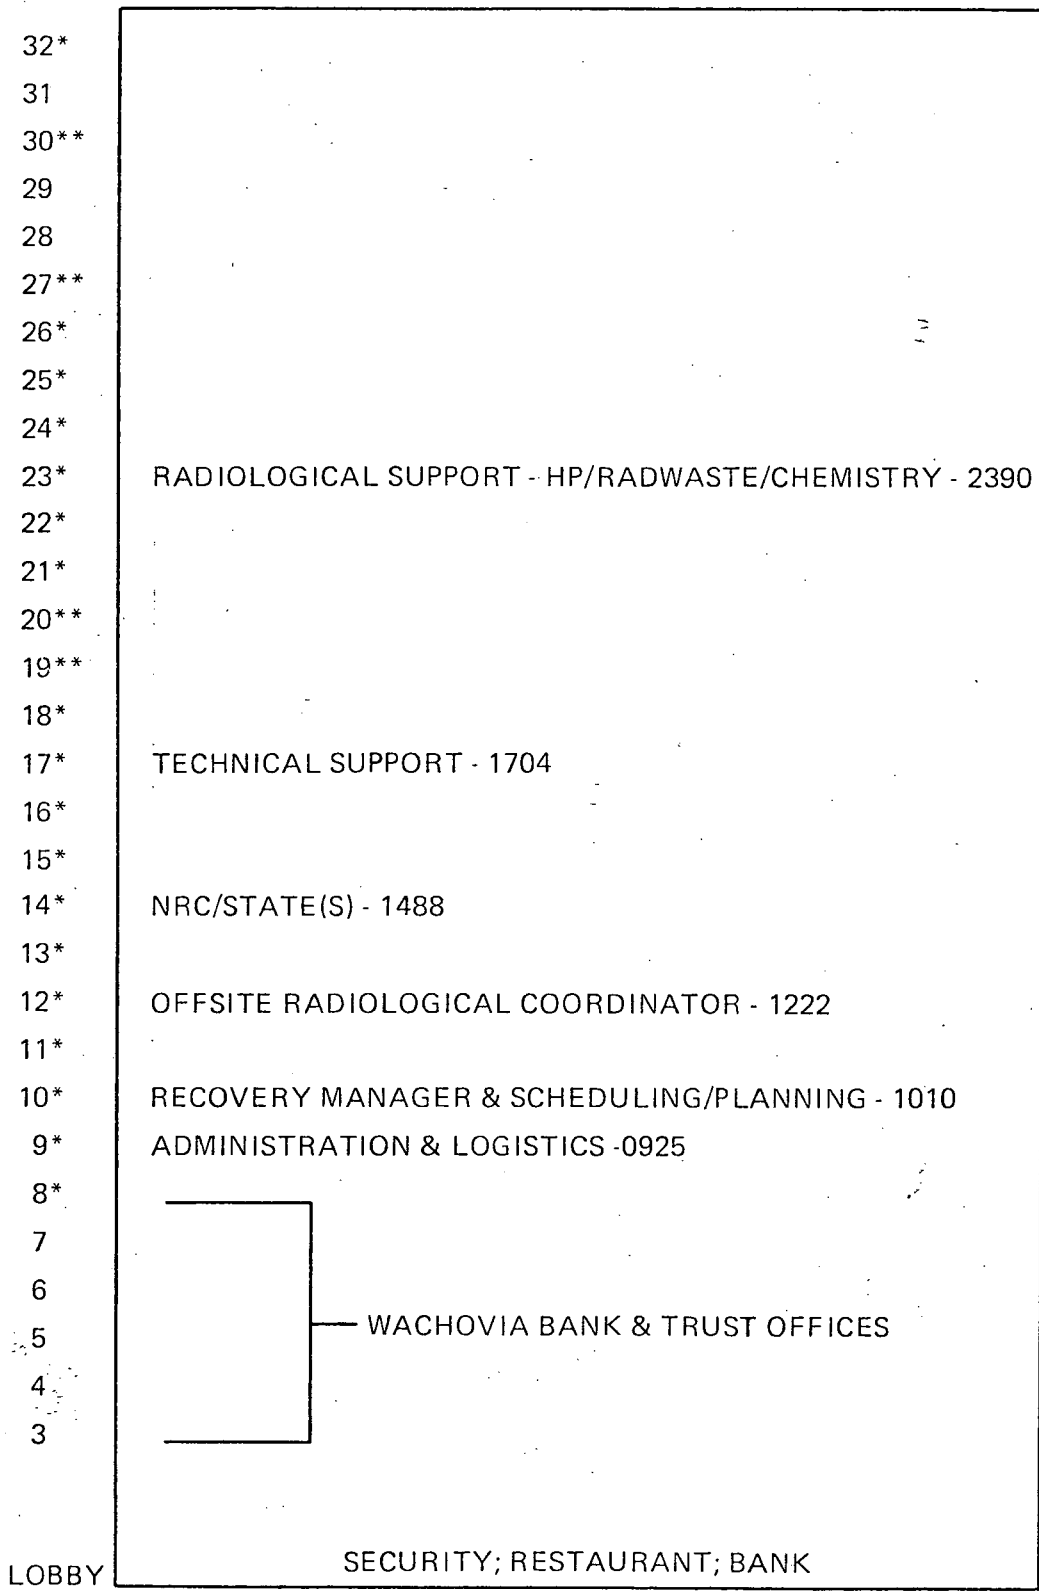 32*
31
30**
29
28
27**
26*
25*
24*
23* RADIOLOGICAL SUPPORT - HP/RADWASTE/CHEMISTRY - 2390
22*
21*
20**
19**
18*
17* TECHNICAL SUPPORT - 1704
16*
15*
14* NRC/STATE(S) - 1488
13*
12* OFFSITE RADIOLOGICAL COORDINATOR - 1222
11*
10* RECOVERY MANAGER & SCHEDULING/PLANNING - 1010
9* ADMINISTRATION & LOGISTICS -0925
8*
7
6
5 WACHOVIA BANK & TRUST OFFICES
4
3
LOBBY SECURITY; RESTAURANT; BANK